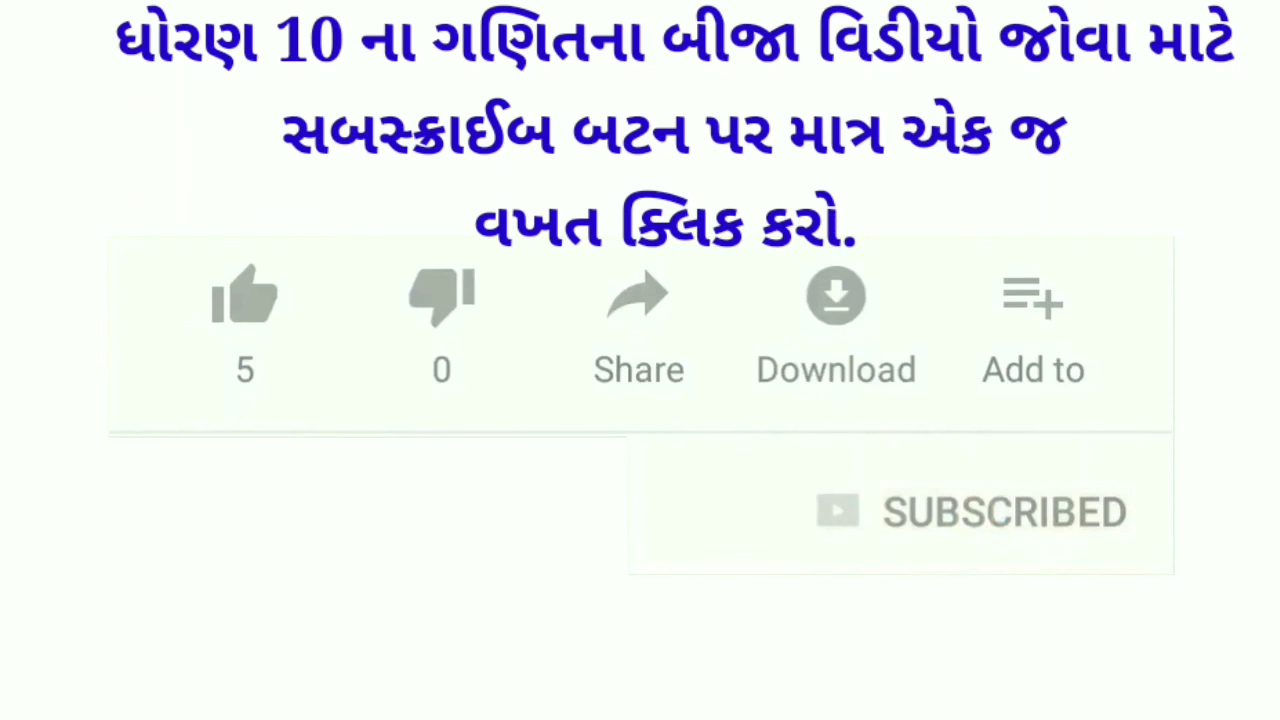 ધોરણ 10 ના ગણિતના બીજા વિડીયો જોવા માટે
સબસ્ક્રાઈબ બટન પર માત્ર એક જ
વખત ક્લિક કરો.
5 0 Share Download Add to
SUBSCRIBED